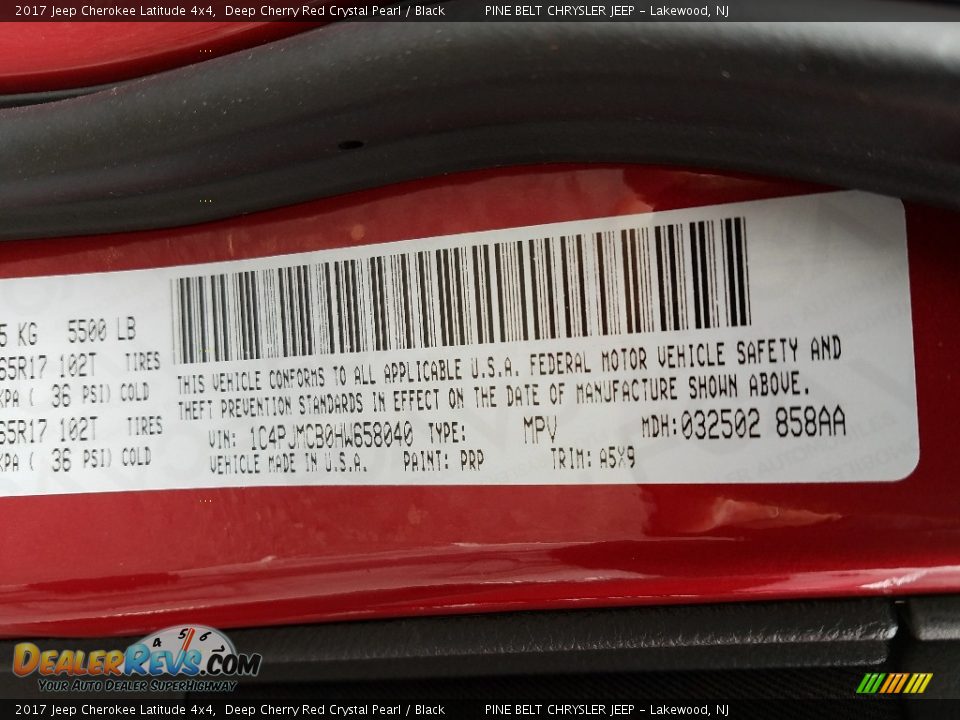 2017 Jeep Cherokee Latitude 4x4, Deep Cherry Red Crystal Pearl / Black PINE BELT CHRYSLER JEEP - Lakewood, NJ
5 KG 5500 LB
65R17 102T TIRES
KPA ( 36 PSI) COLD
65R17 102T TIRES
KPA ( 36 PSI) COLD
THIS VEHICLE CONFORMS TO ALL APPLICABLE U.S.A. FEDERAL MOTOR VEHICLE SAFETY AND
THEFT PREVENTION STANDARDS IN EFFECT ON THE DATE OF MANUFACTURE SHOWN ABOVE.
VIN: 1C4PJMCB0HW658040 TYPE: MPV MDH:032502 858AA
VEHICLE MADE IN U.S.A. PAINT: PRP TRIM: A5X9
4 5 6
DEALERREVS.COM
YOUR AUTO DEALER SUPERHIGHWAY
2017 Jeep Cherokee Latitude 4x4, Deep Cherry Red Crystal Pearl / Black PINE BELT CHRYSLER JEEP - Lakewood, NJ